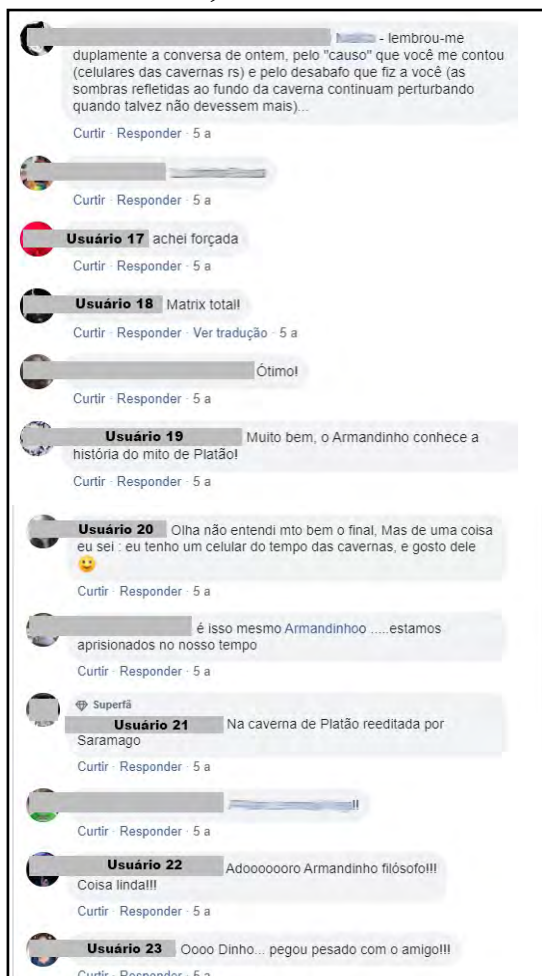 - lembrou-me
duplamente a conversa de ontem, pelo "causo" que você me contou
(celulares das cavernas rs) e pelo desabafo que fiz a você (as
sombras refletidas ao fundo da caverna continuam perturbando
quando talvez não devessem mais)...
Curtir · Responder · 5 a
Curtir · Responder · 5 a
Usuário 17 achei forçada
Curtir · Responder · 5 a
Usuário 18 Matrix total!
Curtir · Responder · Ver tradução · 5 a
Ótimo!
Curtir · Responder · 5 a
Usuário 19 Muito bem, o Armandinho conhece a
história do mito de Platão!
Curtir · Responder · 5 a
Usuário 20 Olha não entendi mto bem o final, Mas de uma coisa
eu sei : eu tenho um celular do tempo das cavernas, e gosto dele
Curtir · Responder · 5 a
é isso mesmo Armandinhoo .....estamos
aprisionados no nosso tempo
Curtir · Responder · 5 a
Superfã
Usuário 21 Na caverna de Platão reeditada por
Saramago
Curtir · Responder · 5 a
!!
Curtir · Responder · 5 a
Usuário 22 Adooooooro Armandinho filósofo!!!
Coisa linda!!!
Curtir · Responder · 5 a
Usuário 23 Oooo Dinho... pegou pesado com o amigo!!!
Curtir · Responder · 5 a